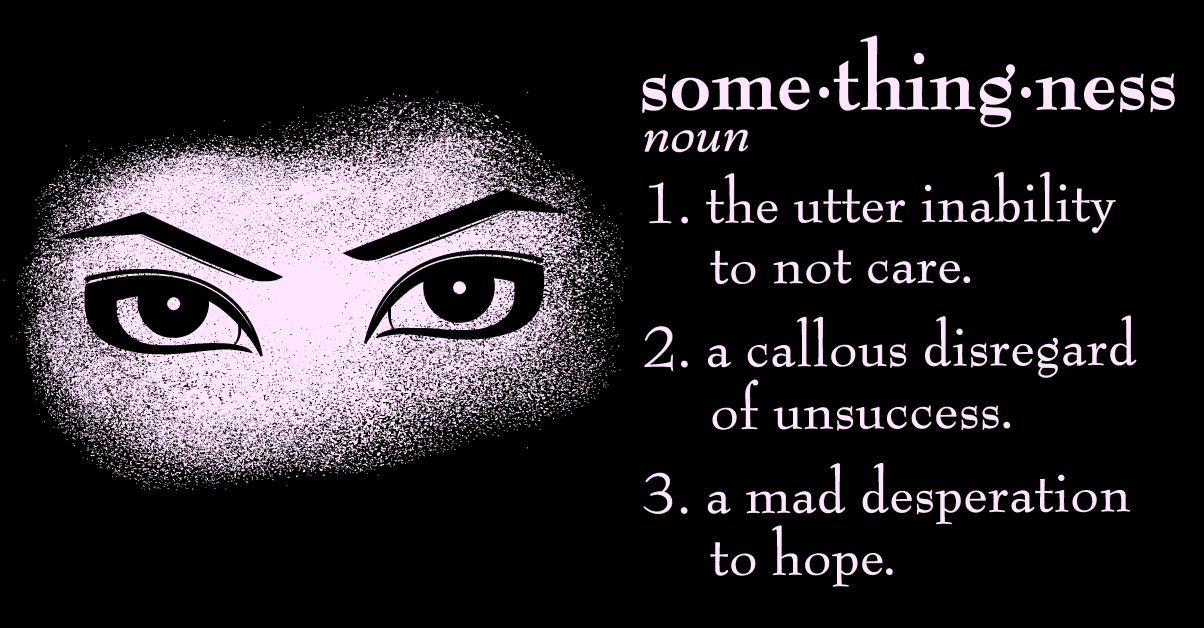 some·thing·ness
noun
1. the utter inability
to not care.
2. a callous disregard
of unsuccess.
3. a mad desperation
to hope.